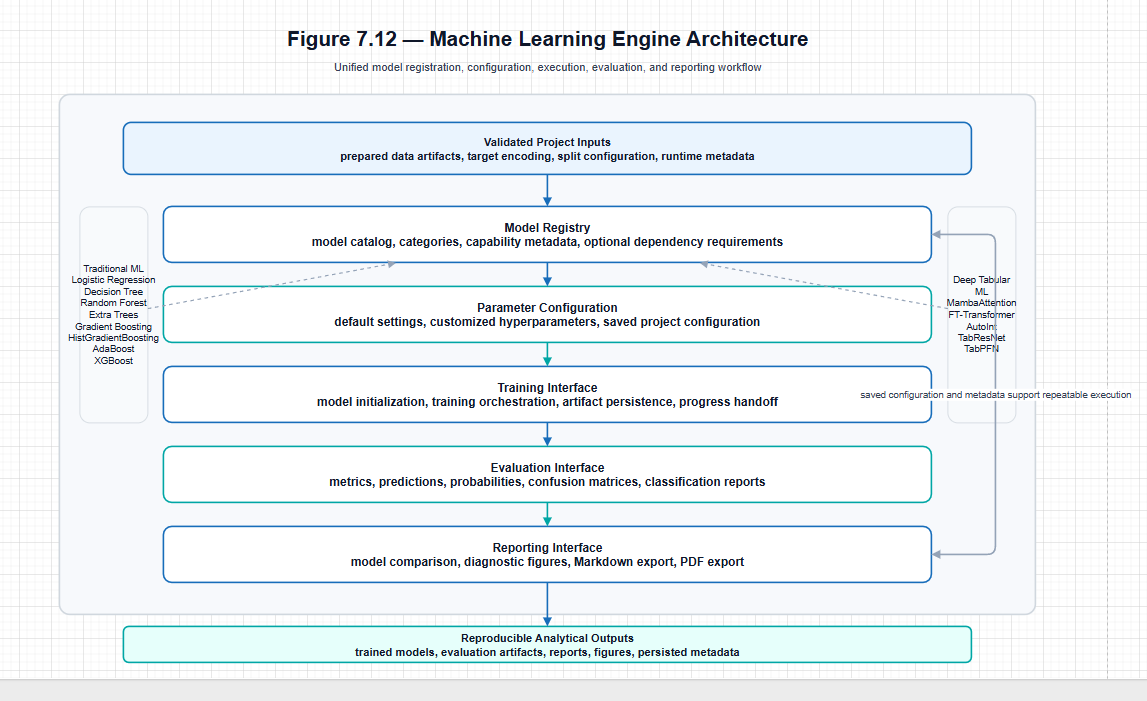 Figure 7.12 — Machine Learning Engine Architecture
Unified model registration, configuration, execution, evaluation, and reporting workflow
Validated Project Inputs
prepared data artifacts, target encoding, split configuration, runtime metadata
Model Registry
model catalog, categories, capability metadata, optional dependency requirements
Traditional ML
Logistic Regression
Decision Tree
Random Forest
Extra Trees
Gradient Boosting
HistGradientBoosting
AdaBoost
XGBoost
Deep Tabular
ML
MambaAttention
FT-Transformer
AutoInt
TabResNet
TabPFN
Parameter Configuration
default settings, customized hyperparameters, saved project configuration
Training Interface
model initialization, training orchestration, artifact persistence, progress handoff
saved configuration and metadata support repeatable execution
Evaluation Interface
metrics, predictions, probabilities, confusion matrices, classification reports
Reporting Interface
model comparison, diagnostic figures, Markdown export, PDF export
Reproducible Analytical Outputs
trained models, evaluation artifacts, reports, figures, persisted metadata